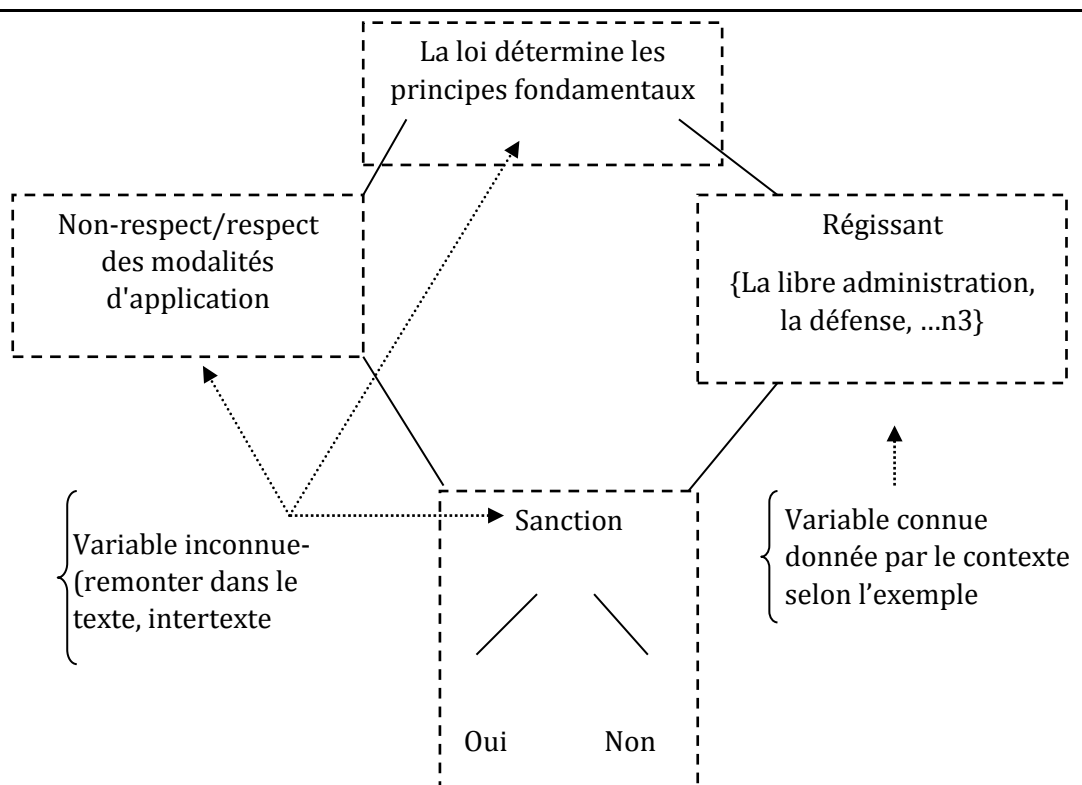 La loi détermine les
principes fondamentaux
Non-respect/respect
des modalités
d'application
Régissant
{La libre administration,
la défense, …n3}
Variable inconnue-
(remonter dans le
texte, intertexte
Sanction
Oui Non
Variable connue
donnée par le contexte
selon l’exemple